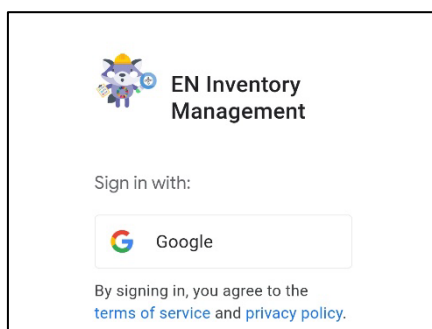 EN Inventory
Management
Sign in with:
Google
By signing in, you agree to the
terms of service and privacy policy.